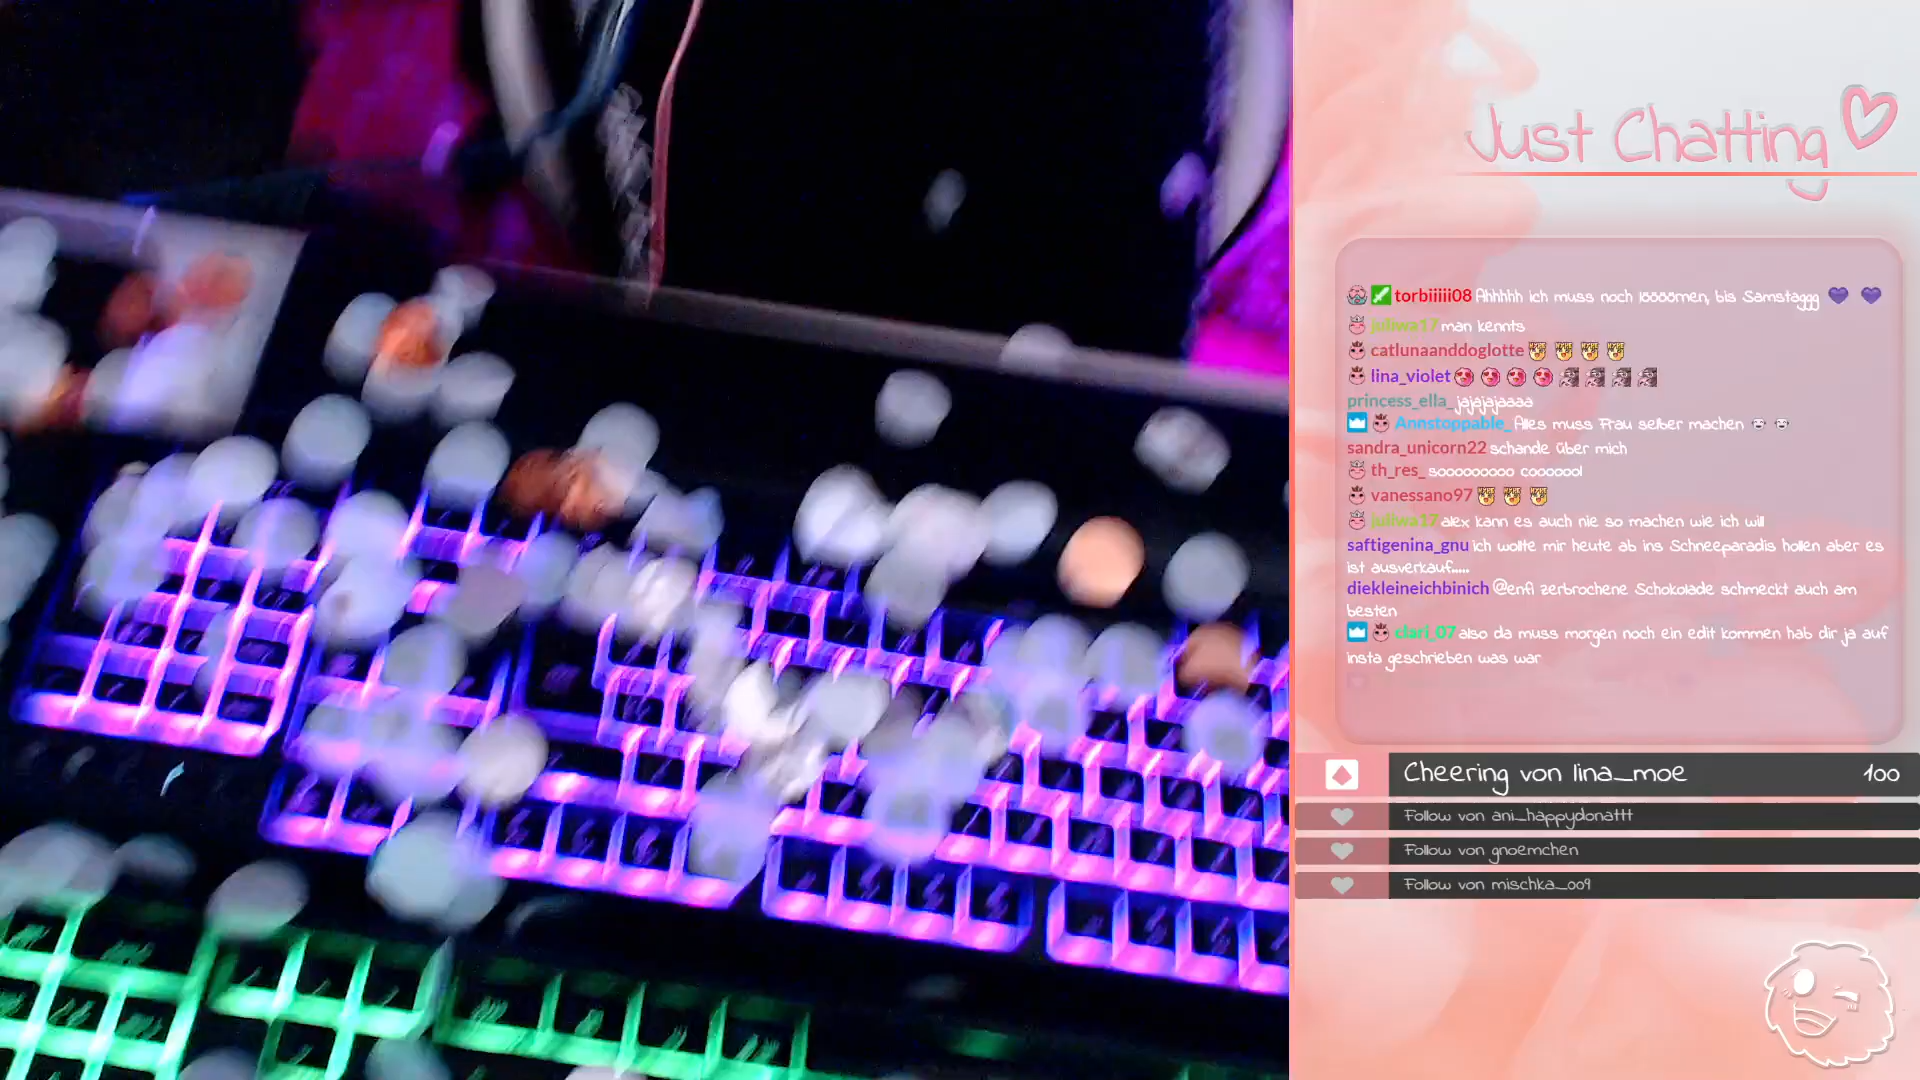 Just Chatting
torbiiiii08 Ahhhhh ich muss noch löööömen, bis Samstaggg
juliwa17 man kennts
catlunaanddoglotte
lina_violet
princess_ella_ jajajajaaaa
Annstoppable_ Alles muss Frau selber machen
sandra_unicorn22 schande über mich
th_res_ sooooooooo cooooool
vanessano97
juliwa17 alex kann es auch nie so machen wie ich will
saftigenina_gnu ich wollte mir heute ab ins Schneeparadis hollen aber es
ist ausverkauf.....
diekleineichbinich @enfi zerbrochene Schokolade schmeckt auch am
besten
clari_07 also da muss morgen noch ein edit kommen hab dir ja auf
insta geschrieben was war
Cheering von lina_moe 100
Follow von ani_happydonattt
Follow von gnoemchen
Follow von mischka_009